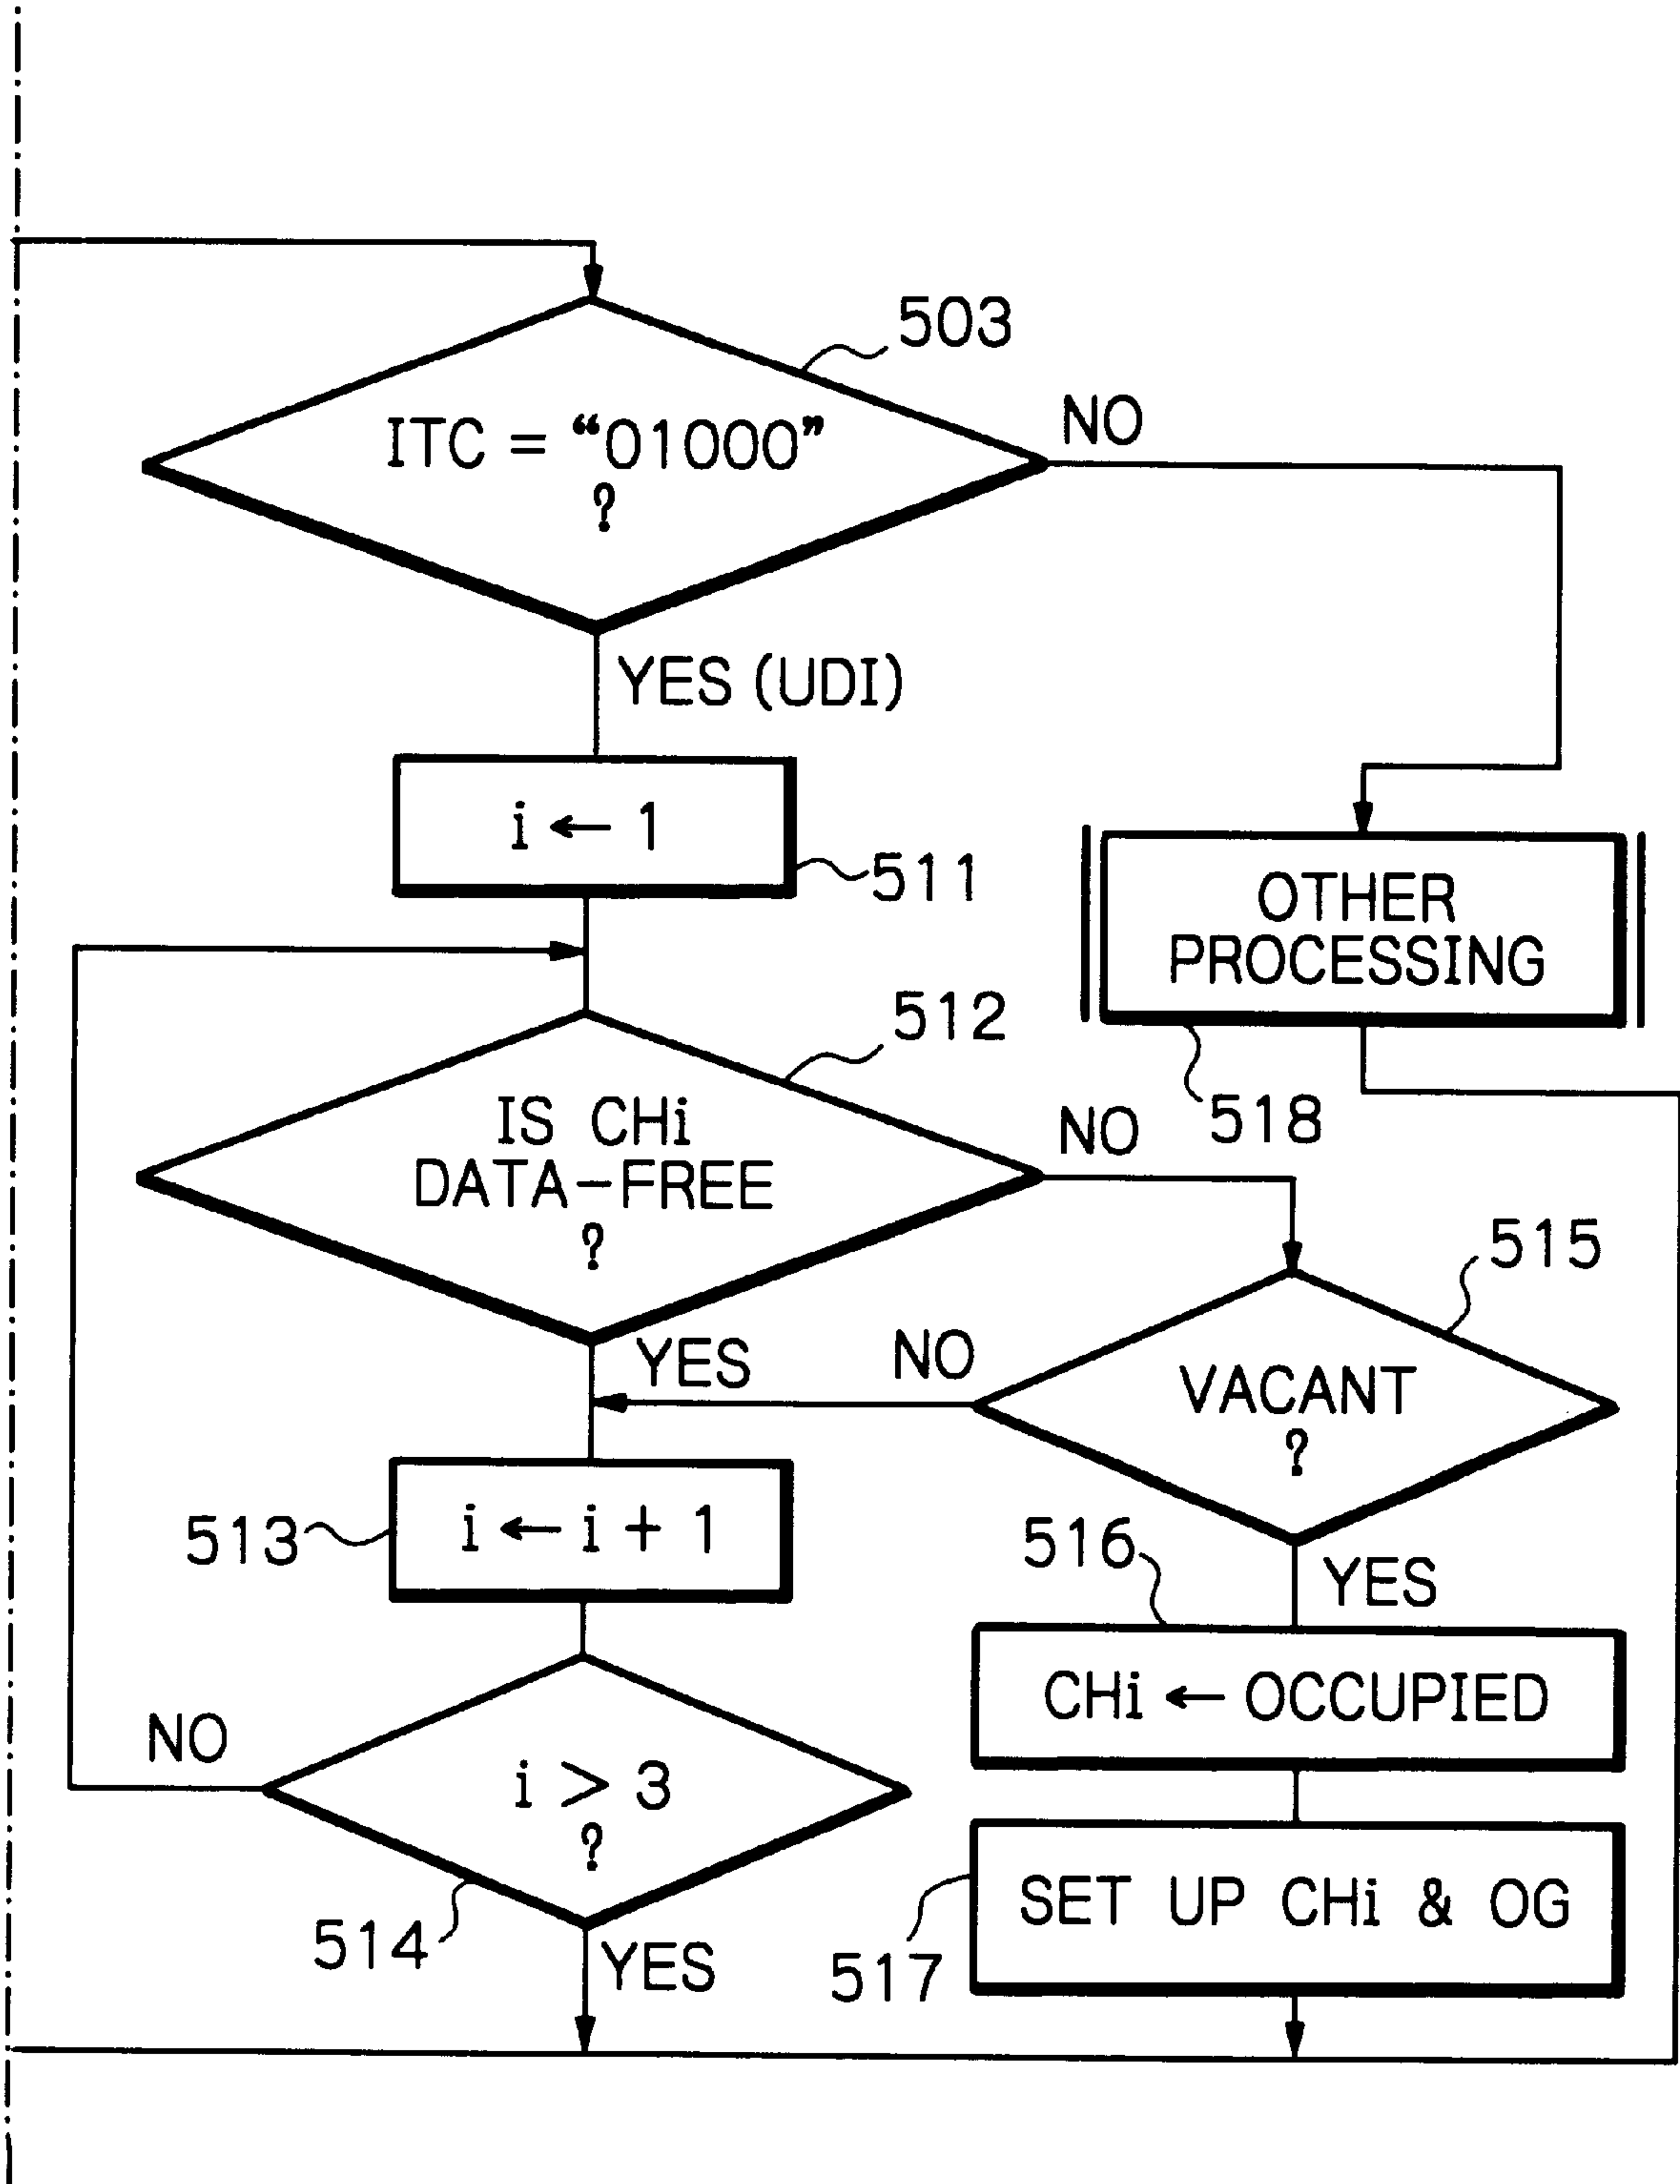 503
ITC = “01000”
?
NO
YES (UDI)
i ← 1
511
OTHER
PROCESSING
518
512
IS CHi
DATA-FREE
?
NO
515
YES
NO
VACANT
?
513
i ← i + 1
516
YES
CHi ← OCCUPIED
NO
i > 3
?
514
YES
SET UP CHi & OG
517